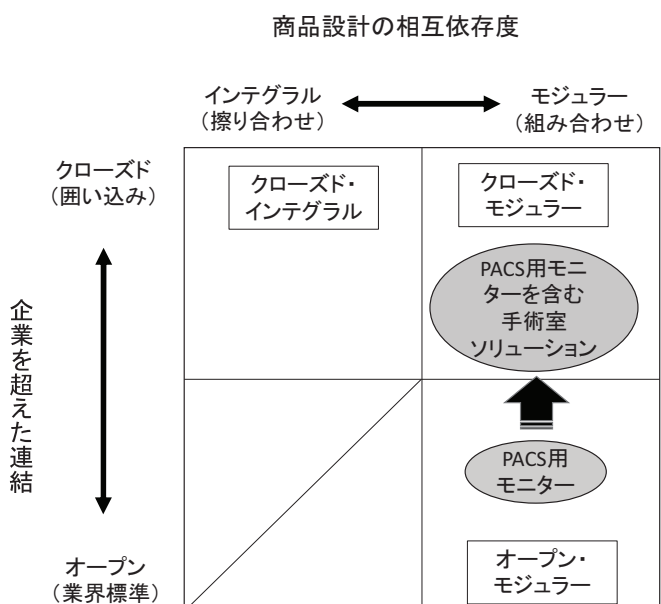 商品設計の相互依存度
インテグラル
（擦り合わせ）
モジュラー
（組み合わせ）
クローズド
（囲い込み）
クローズド・
インテグラル
クローズド・
モジュラー
PACS用モニ
ターを含む
手術室
ソリューション
企業を超えた連結
PACS用
モニター
オープン
（業界標準）
オープン・
モジュラー